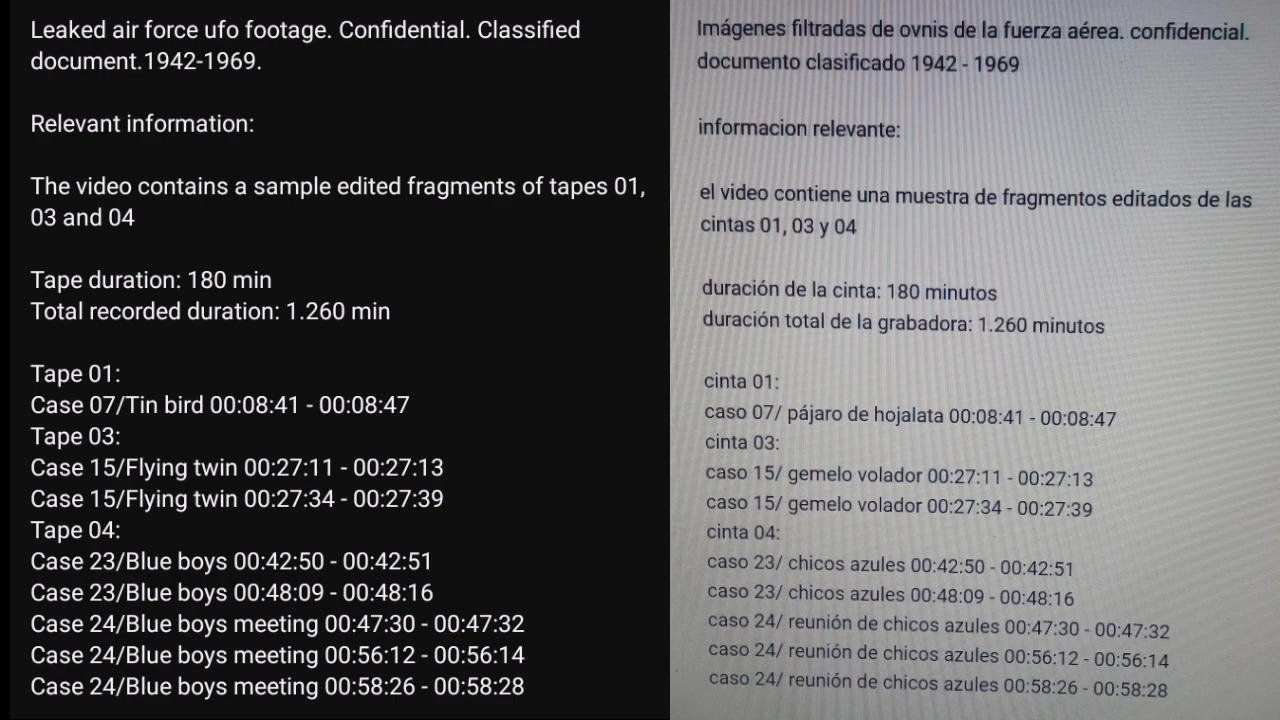 Leaked air force ufo footage. Confidential. Classified
document.1942-1969.
Relevant information:
The video contains a sample edited fragments of tapes 01,
03 and 04
Tape duration: 180 min
Total recorded duration: 1.260 min
Tape 01:
Case 07/Tin bird 00:08:41 - 00:08:47
Tape 03:
Case 15/Flying twin 00:27:11 - 00:27:13
Case 15/Flying twin 00:27:34 - 00:27:39
Tape 04:
Case 23/Blue boys 00:42:50 - 00:42:51
Case 23/Blue boys 00:48:09 - 00:48:16
Case 24/Blue boys meeting 00:47:30 - 00:47:32
Case 24/Blue boys meeting 00:56:12 - 00:56:14
Case 24/Blue boys meeting 00:58:26 - 00:58:28
Imágenes filtradas de ovnis de la fuerza aérea. confidencial.
documento clasificado 1942 - 1969
informacion relevante:
el video contiene una muestra de fragmentos editados de las
cintas 01, 03 y 04
duración de la cinta: 180 minutos
duración total de la grabadora: 1.260 minutos
cinta 01:
caso 07/ pájaro de hojalata 00:08:41 - 00:08:47
cinta 03:
caso 15/ gemelo volador 00:27:11 - 00:27:13
caso 15/ gemelo volador 00:27:34 - 00:27:39
cinta 04:
caso 23/ chicos azules 00:42:50 - 00:42:51
caso 23/ chicos azules 00:48:09 - 00:48:16
caso 24/ reunión de chicos azules 00:47:30 - 00:47:32
caso 24/ reunión de chicos azules 00:56:12 - 00:56:14
caso 24/ reunión de chicos azules 00:58:26 - 00:58:28